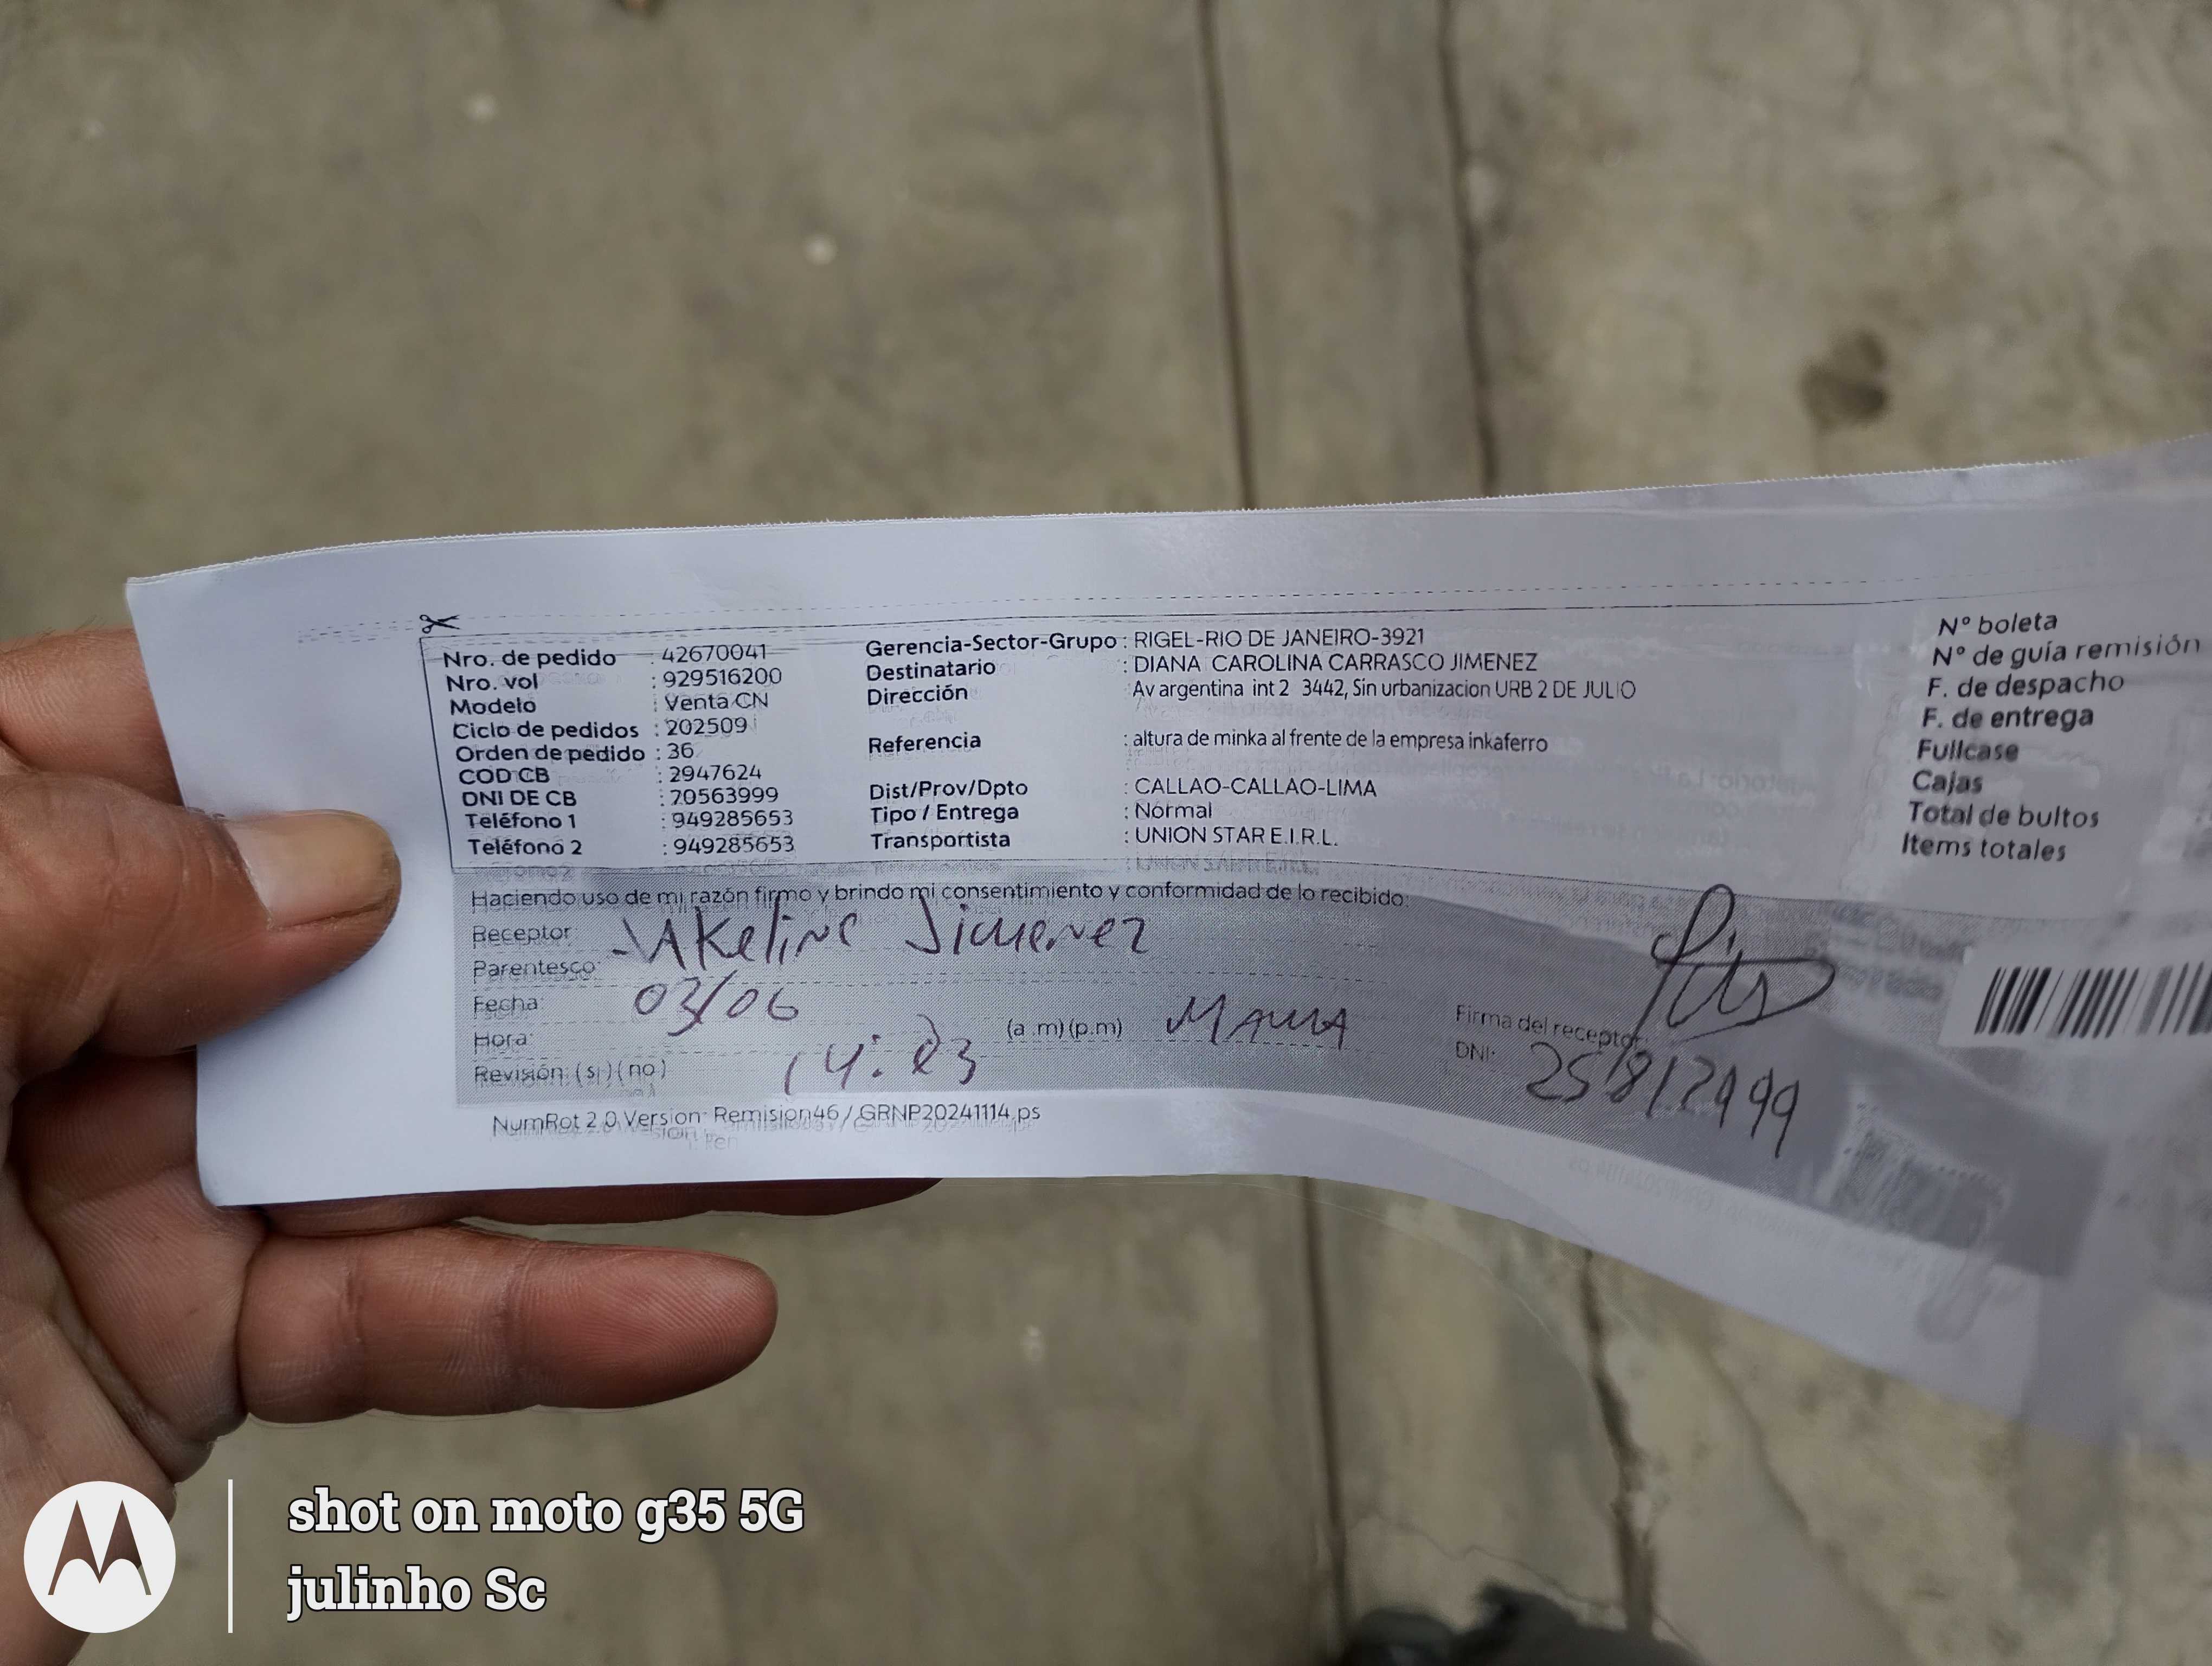 Nro. de pedido : 42670041
Nro. vol : 929516200
Modelo : Venta CN
Ciclo de pedidos : 202509
Orden de pedido : 36
COD CB : 2947624
DNI DE CB : 70563999
Teléfono 1 : 949285653
Teléfono 2 : 949285653
Gerencia-Sector-Grupo : RIGEL-RIO DE JANEIRO-3921
Destinatario : DIANA CAROLINA CARRASCO JIMENEZ
Dirección Av argentina int 2 3442, Sin urbanizacion URB 2 DE JULIO
Referencia : altura de minka al frente de la empresa inkaferro
Dist/Prov/Dpto : CALLAO-CALLAO-LIMA
Tipo / Entrega : Normal
Transportista : UNION STAR E.I.R.L.
Nº boleta
Nº de guía remisión
F. de despacho
F. de entrega
Fullcase
Cajas
Total de bultos
Items totales
Haciendo uso de mi razón firmo y brindo mi consentimiento y conformidad de lo recibido:
Receptor: Jakeline Jimenez
Parentesco:
Fecha: 03/06
Hora: (a.m)(p.m) MAMA
Revisión: (si)(no) 14:
Firma del receptor:
DNI:
NumRot 2.0 Version: Remision46 / GRNP20241114.ps
shot on moto g35 5G
julinho Sc